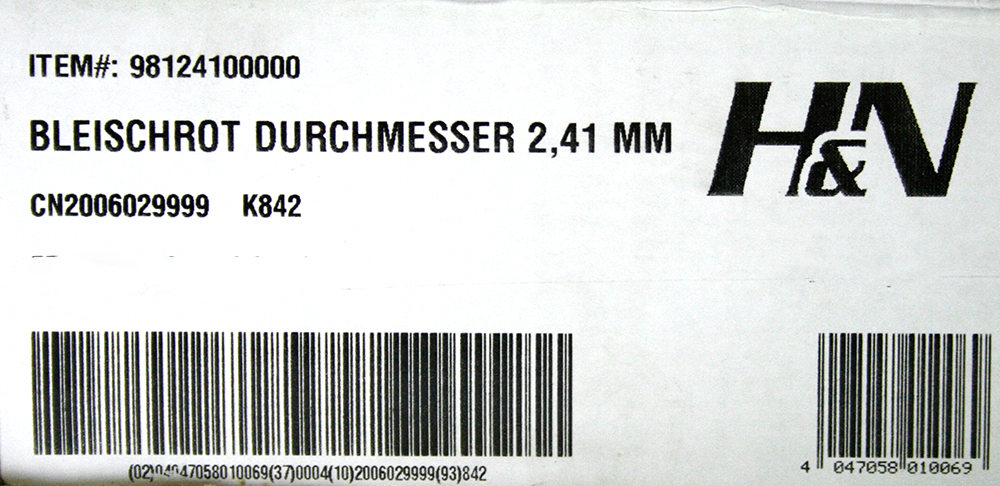 ITEM#: 98124100000
H&N
BLEISCHROT DURCHMESSER 2,41 MM
CN2006029999 K842
(02)04047058010069(37)0004(10)2006029999(93)842
4 047058 010069